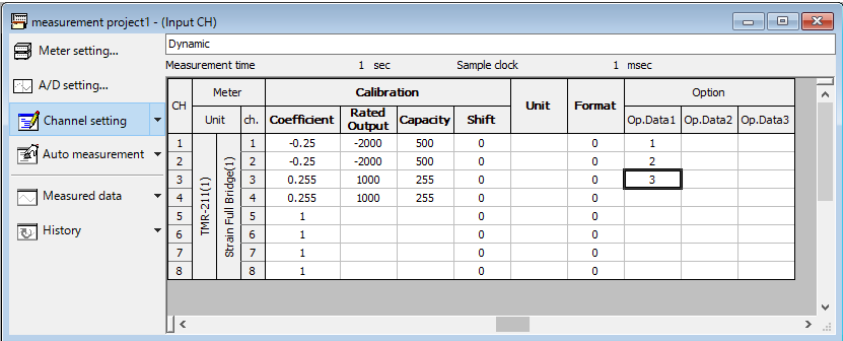 measurement project1 - (Input CH)
Meter setting...
A/D setting...
Channel setting
Auto measurement
Measured data
History
Dynamic
Measurement time 1 sec Sample clock 1 msec
CH Meter Calibration Unit Format Option
Unit ch. Coefficient Rated Output Capacity Shift Op.Data1 Op.Data2 Op.Data3
TMR-211(1)
Strain Full Bridge(1)
1 1 -0.25 -2000 500 0 0 1
2 2 -0.25 -2000 500 0 0 2
3 3 0.255 1000 255 0 0 3
4 4 0.255 1000 255 0 0
5 5 1 0 0
6 6 1 0 0
7 7 1 0 0
8 8 1 0 0